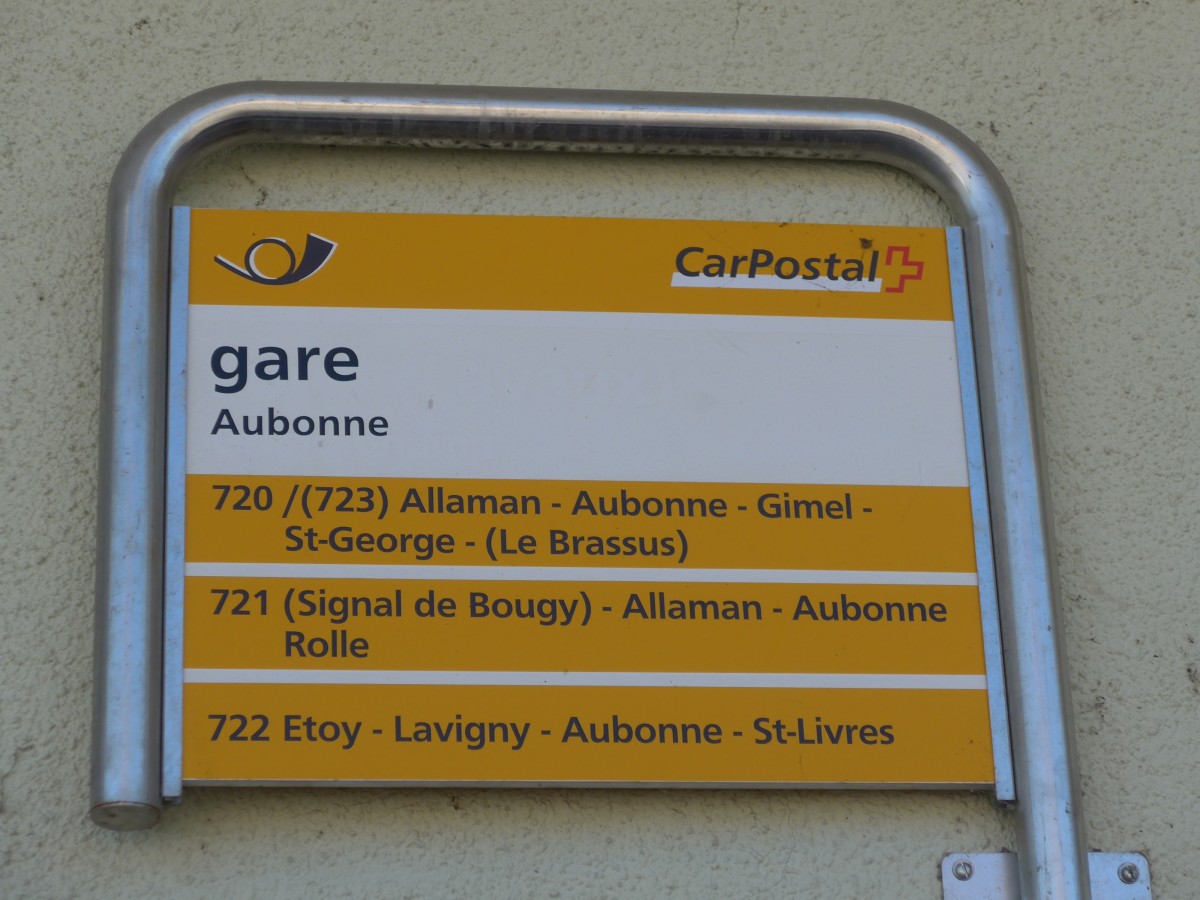 CarPostal
gare
Aubonne
720 /(723) Allaman - Aubonne - Gimel -
St-George - (Le Brassus)
721 (Signal de Bougy) - Allaman - Aubonne
Rolle
722 Etoy - Lavigny - Aubonne - St-Livres